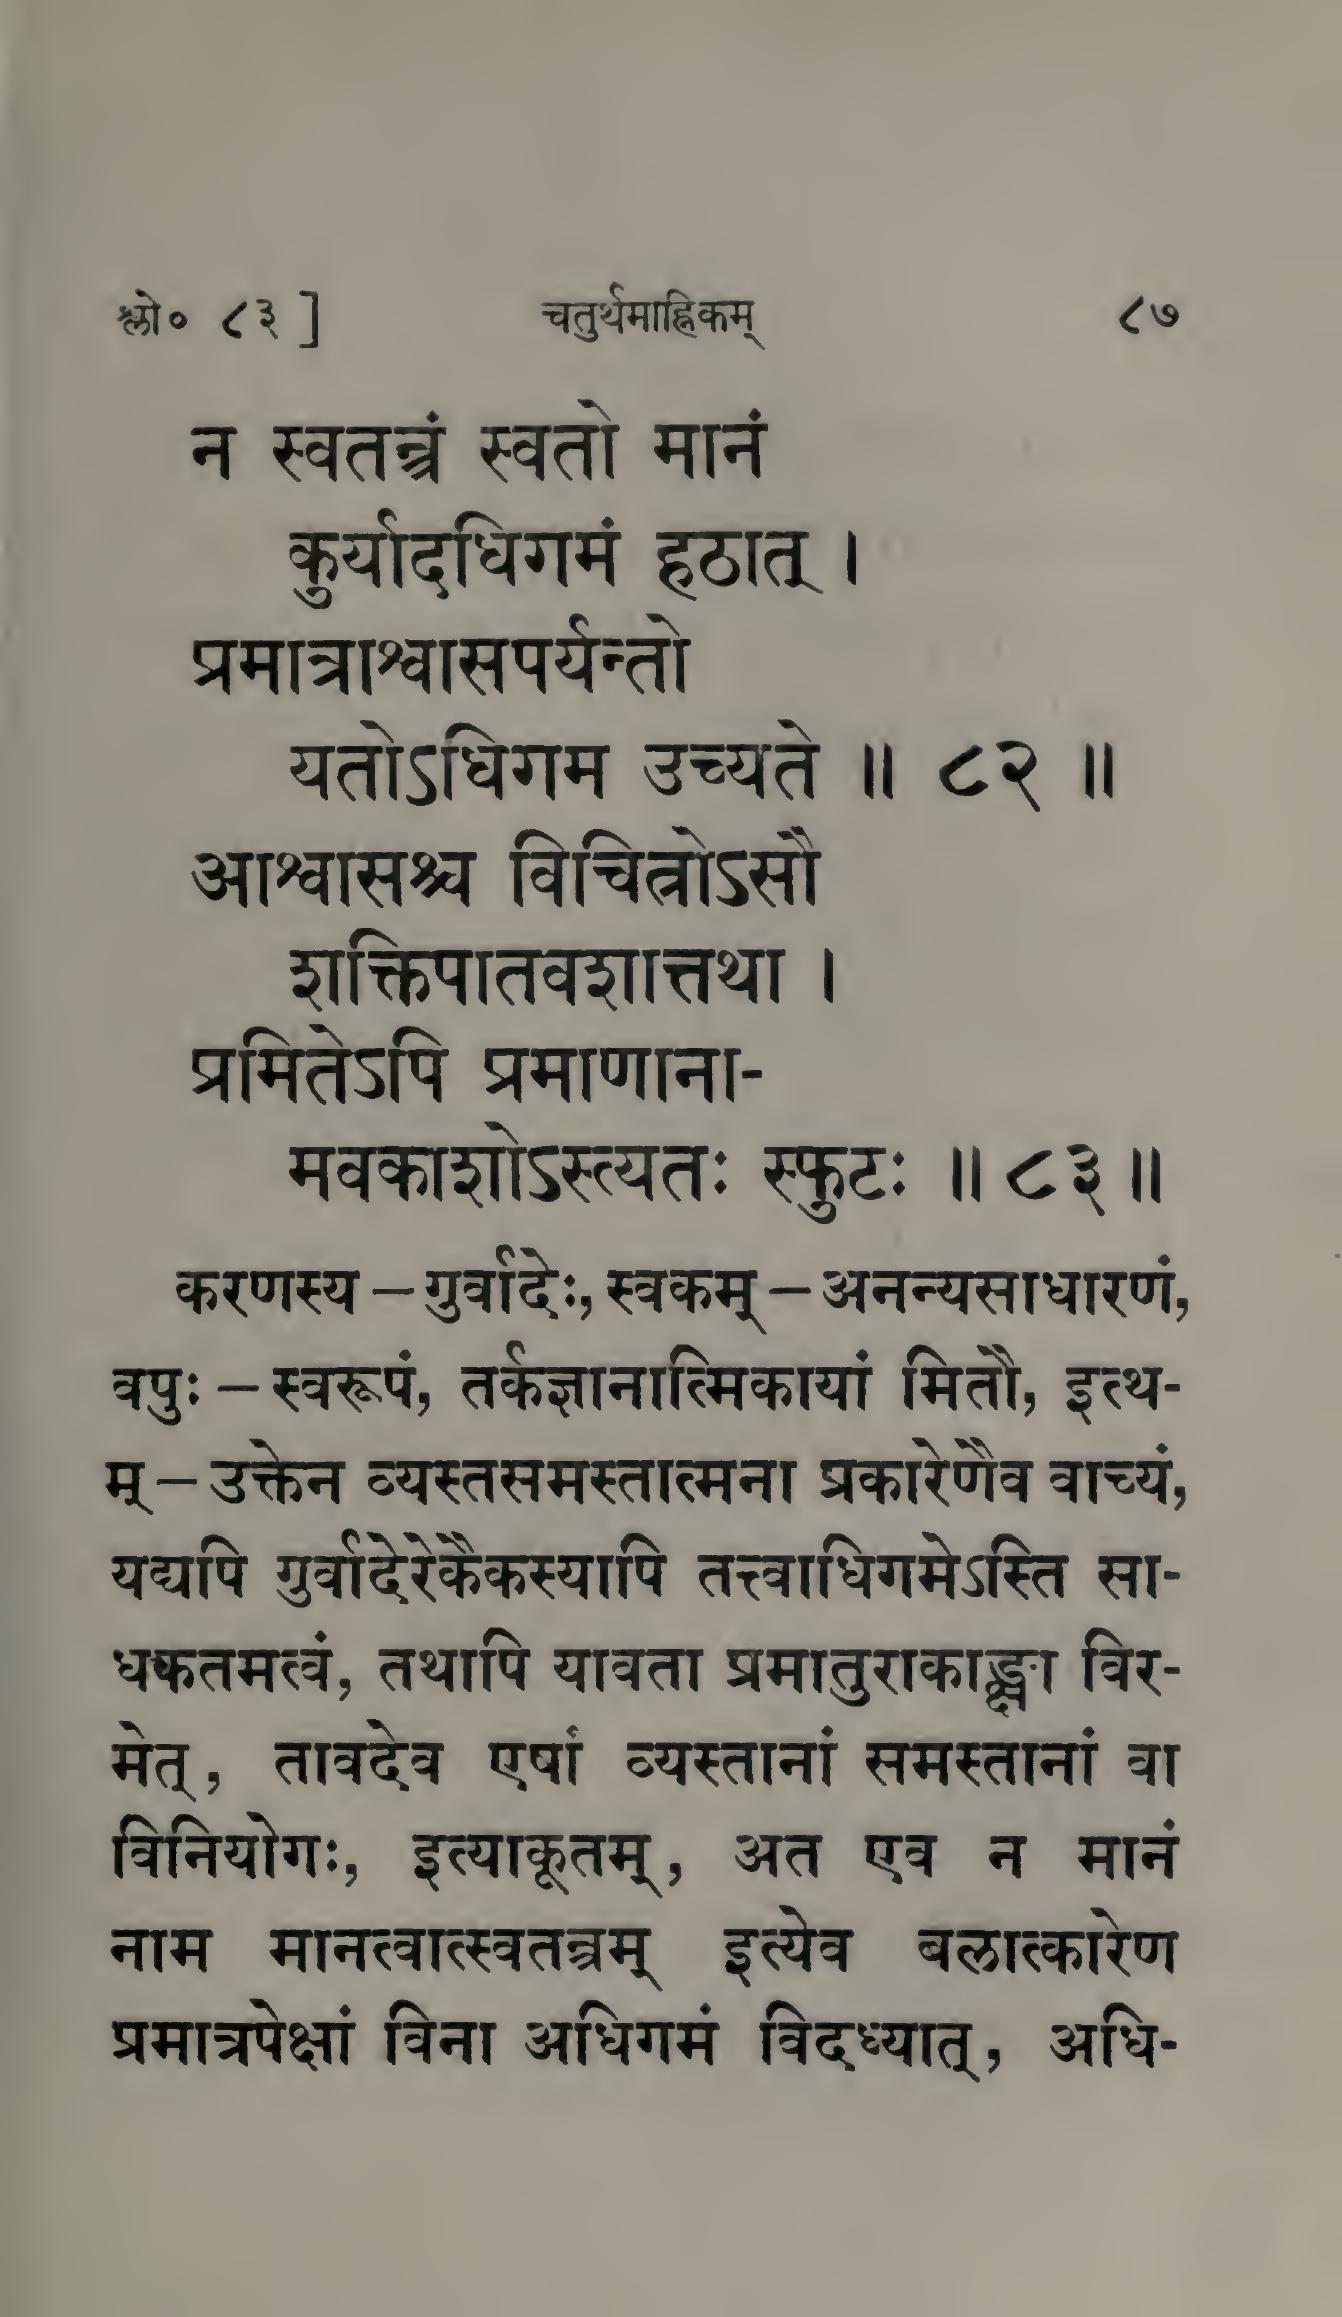 श्लो० ८३ ] चतुर्थमाह्निकम् ८७
न स्वतन्त्रं स्वतो मानं
कुर्यादधिगमं हठात् ।
प्रमात्राश्वासपर्यन्तो
यतोऽधिगम उच्यते ॥ ८२ ॥
आश्वासश्च विचित्रोऽसौ
शक्तिपातवशात्तथा ।
प्रमितेऽपि प्रमाणाना-
मवकाशोऽस्त्यतः स्फुटः ॥ ८३ ॥
करणस्य – गुर्वादेः, स्वकम् – अनन्यसाधारणं,
वपुः – स्वरूपं, तर्कज्ञानात्मिकायां मितौ, इत्थ-
म् – उक्तेन व्यस्तसमस्तात्मना प्रकारेणैव वाच्यं,
यद्यपि गुर्वादेरेकैकस्यापि तत्त्वाधिगमेऽस्ति सा-
धकतमत्वं, तथापि यावता प्रमातुराकाङ्क्षा विर-
मेत्, तावदेव एषां व्यस्तानां समस्तानां वा
विनियोगः, इत्याकूतम्, अत एव न मानं
नाम मानत्वात्स्वतन्त्रम् इत्येव बलात्कारेण
प्रमात्रपेक्षां विना अधिगमं विदध्यात्, अधि-